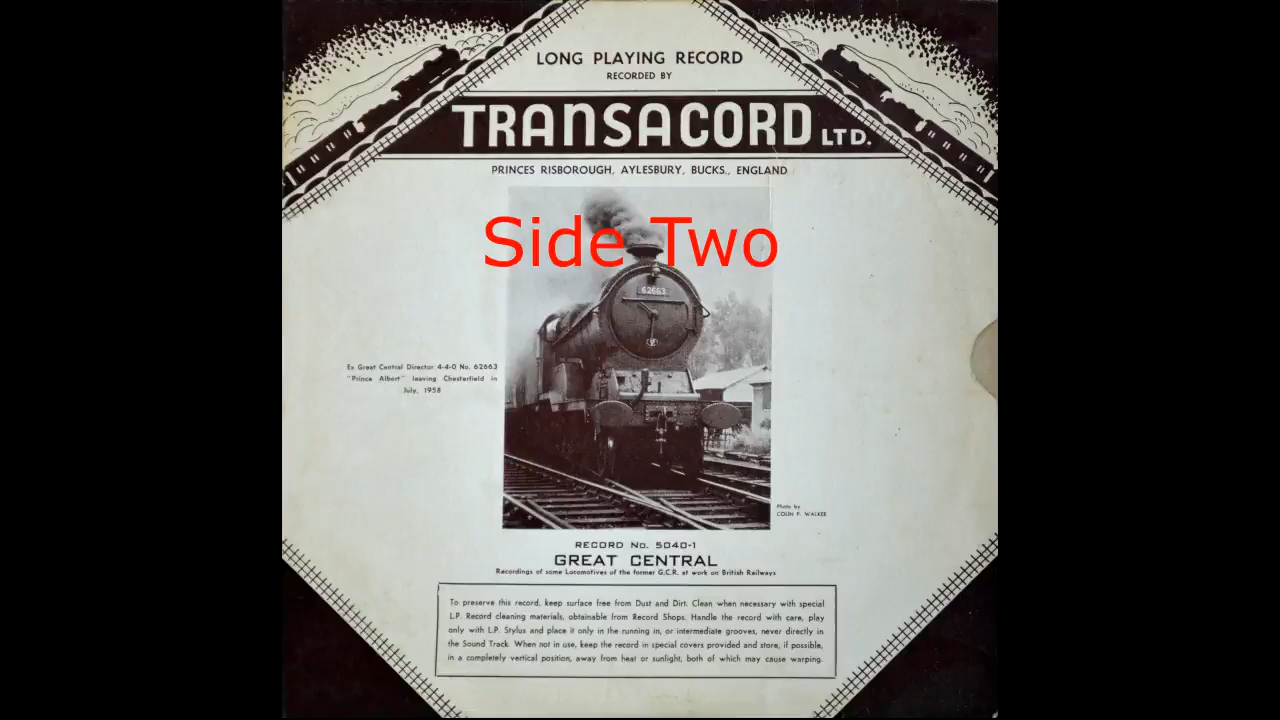 LONG PLAYING RECORD
RECORDED BY
TRANSACORD LTD.
PRINCES RISBOROUGH, AYLESBURY, BUCKS., ENGLAND
Side Two
62663
Ex Great Central Director 4-4-0 No. 62663
"Prince Albert" leaving Chesterfield in
July, 1958
Photo by
COLIN P. WALKER
RECORD No. 5040-1
GREAT CENTRAL
Recordings of some Locomotives of the former G.C.R. at work on British Railways
To preserve this record, keep surface free from Dust and Dirt. Clean when necessary with special
L.P. Record cleaning materials, obtainable from Record Shops. Handle the record with care, play
only with L.P. Stylus and place it only in the running in, or intermediate grooves, never directly in
the Sound Track. When not in use, keep the record in special covers provided and store, if possible,
in a completely vertical position, away from heat or sunlight, both of which may cause warping.